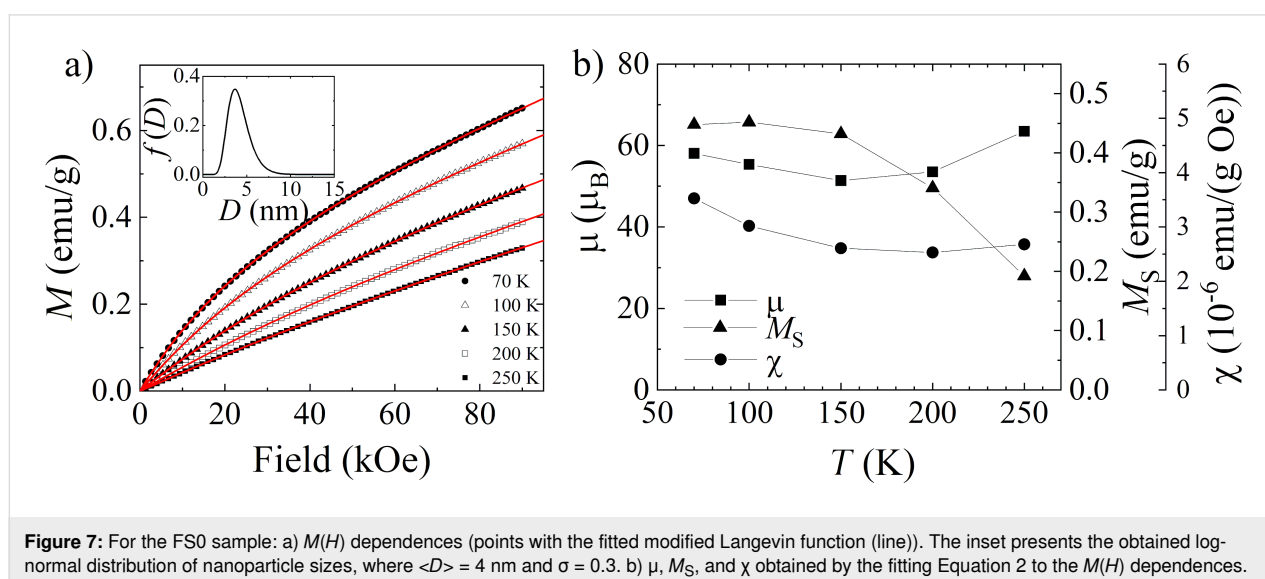 a)
M (emu/g)
0.6
0.4
0.2
0.0
0 20 40 60 80
Field (kOe)
f (D)
0.4
0.2
0.0
0 5 10 15
D (nm)
70 K
100 K
150 K
200 K
250 K
b)
μ (μB)
80
60
40
20
0
50 100 150 200 250
T (K)
μ
MS
χ
MS (emu/g)
0.5
0.4
0.3
0.2
0.1
0.0
χ (10-6 emu/(g Oe))
6
5
4
3
2
1
0
Figure 7: For the FS0 sample: a) M(H) dependences (points with the fitted modified Langevin function (line)). The inset presents the obtained log-
normal distribution of nanoparticle sizes, where <D> = 4 nm and σ = 0.3. b) μ, MS, and χ obtained by the fitting Equation 2 to the M(H) dependences.